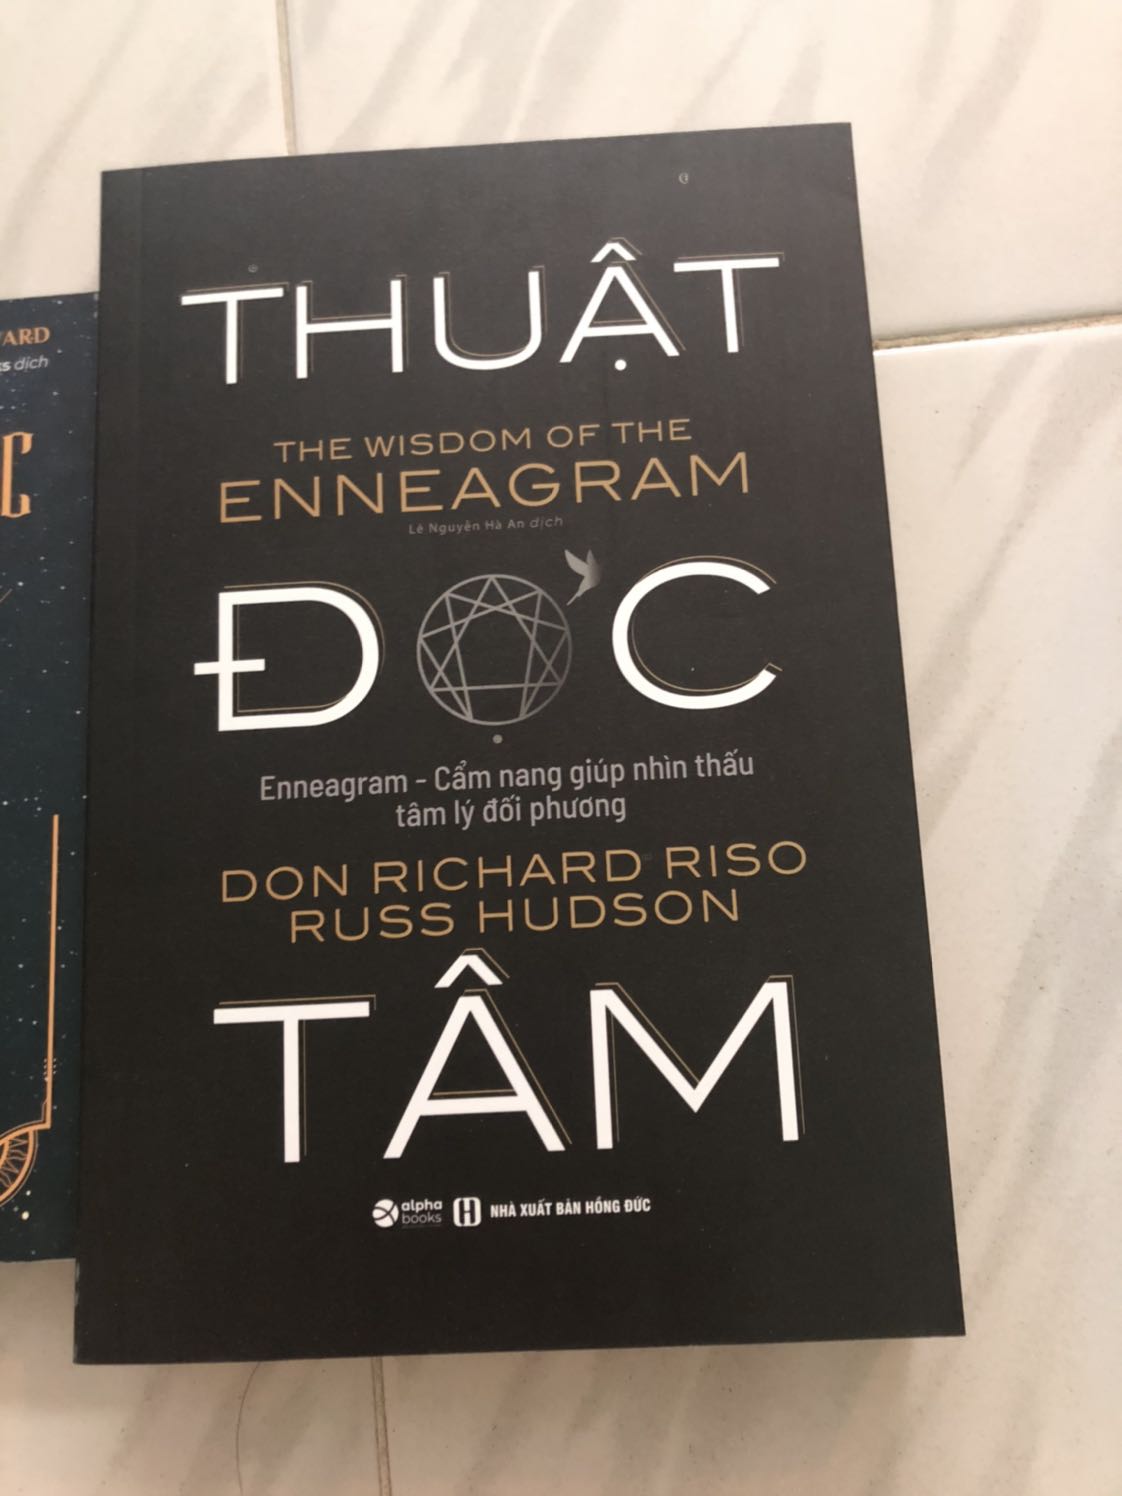 THUẬT
THE WISDOM OF THE
ENNEAGRAM
Lê Nguyễn Hà An dịch
ĐỌC
Enneagram - Cẩm nang giúp nhìn thấu
tâm lý đối phương
DON RICHARD RISO
RUSS HUDSON
TÂM
alpha
books
NHÀ XUẤT BẢN HỒNG ĐỨC
dịch